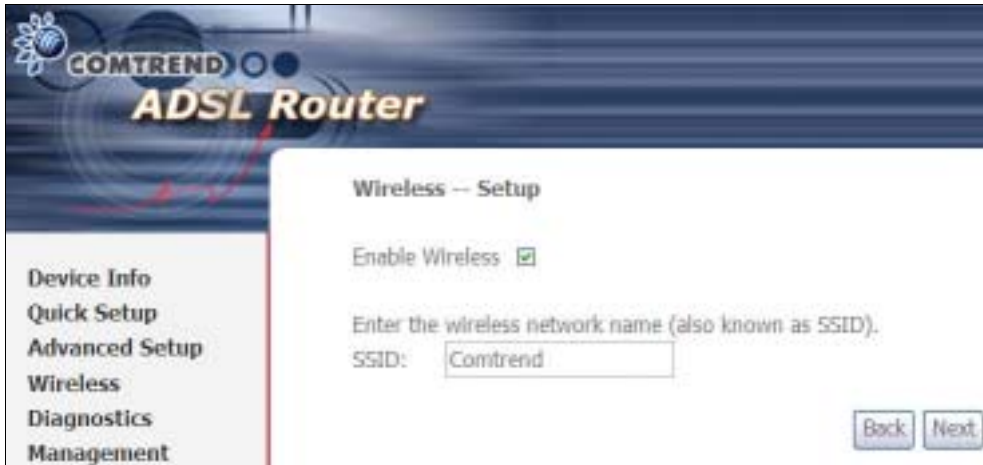 COMTREND
ADSL Router
Wireless -- Setup
Enable Wireless
Enter the wireless network name (also known as SSID).
SSID: Comtrend
Back Next
Device Info
Quick Setup
Advanced Setup
Wireless
Diagnostics
Management